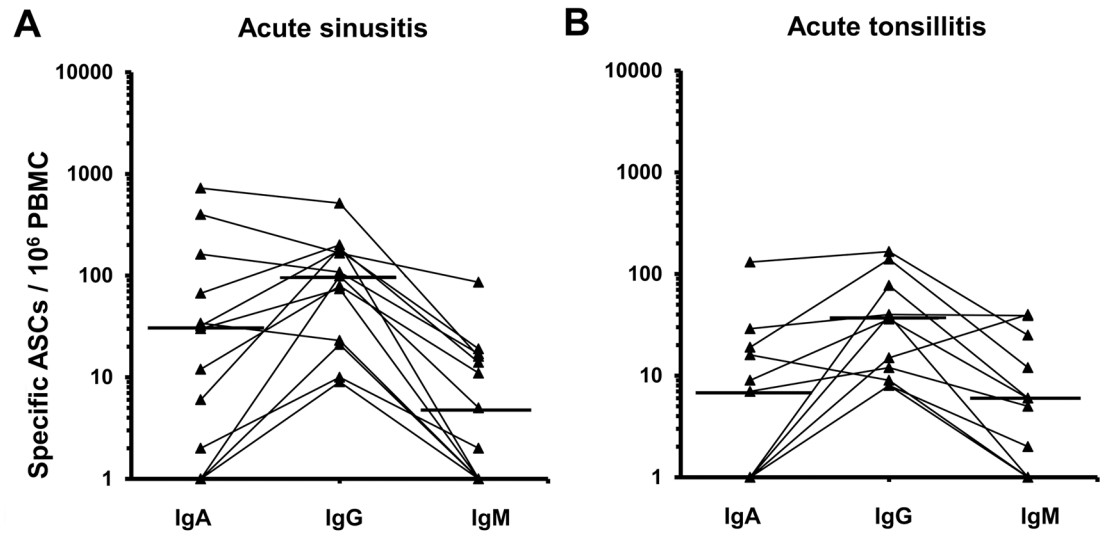 A
Acute sinusitis
Specific ASCs / 10⁶ PBMC
10000
1000
100
10
1
IgA
IgG
IgM
B
Acute tonsillitis
10000
1000
100
10
1
IgA
IgG
IgM